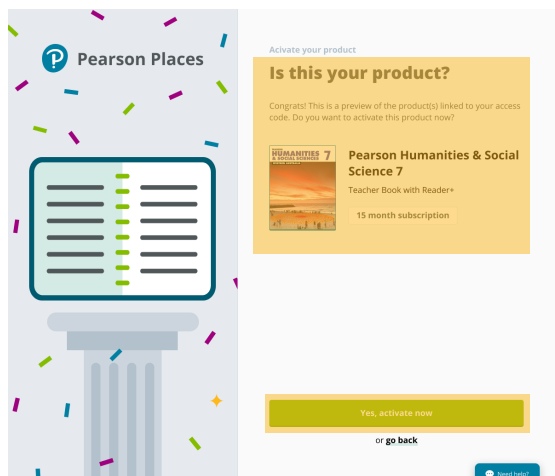 Pearson Places
Acivate your product
Is this your product?
Congrats! This is a preview of the product(s) linked to your access
code. Do you want to activate this product now?
HUMANITIES
& SOCIAL SCIENCES 7
Pearson Humanities & Social
Science 7
Teacher Book with Reader+
15 month subscription
Yes, activate now
or go back
Need help?